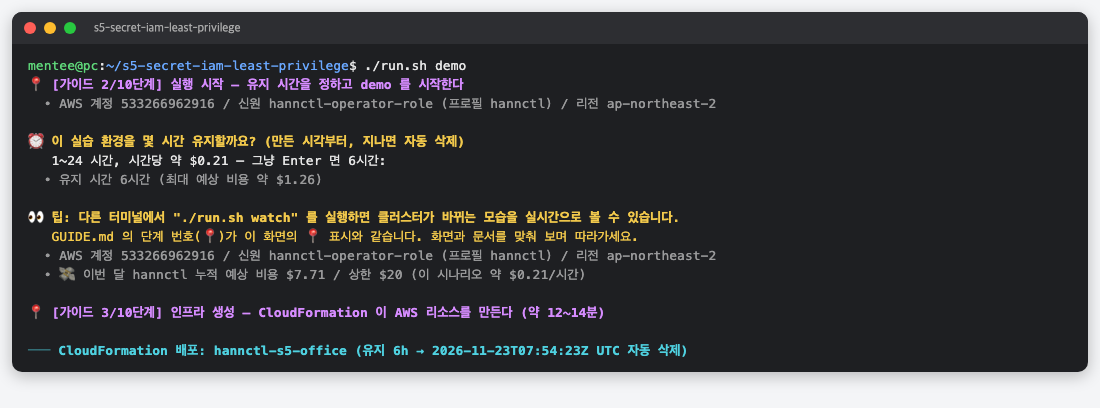 s5-secret-iam-least-privilege
mentee@pc:~/s5-secret-iam-least-privilege$ ./run.sh demo
📍 [가이드 2/10단계] 실행 시작 — 유지 시간을 정하고 demo 를 시작한다
• AWS 계정 533266962916 / 신원 hannctl-operator-role (프로필 hannctl) / 리전 ap-northeast-2
⏰ 이 실습 환경을 몇 시간 유지할까요? (만든 시각부터, 지나면 자동 삭제)
1~24 시간, 시간당 약 $0.21 — 그냥 Enter 면 6시간:
• 유지 시간 6시간 (최대 예상 비용 약 $1.26)
👀 팁: 다른 터미널에서 "./run.sh watch" 를 실행하면 클러스터가 바뀌는 모습을 실시간으로 볼 수 있습니다.
GUIDE.md 의 단계 번호(📍)가 이 화면의 📍 표시와 같습니다. 화면과 문서를 맞춰 보며 따라가세요.
• AWS 계정 533266962916 / 신원 hannctl-operator-role (프로필 hannctl) / 리전 ap-northeast-2
• 💸 이번 달 hannctl 누적 예상 비용 $7.71 / 상한 $20 (이 시나리오 약 $0.21/시간)
📍 [가이드 3/10단계] 인프라 생성 — CloudFormation 이 AWS 리소스를 만든다 (약 12~14분)
─── CloudFormation 배포: hannctl-s5-office (유지 6h → 2026-11-23T07:54:23Z UTC 자동 삭제)